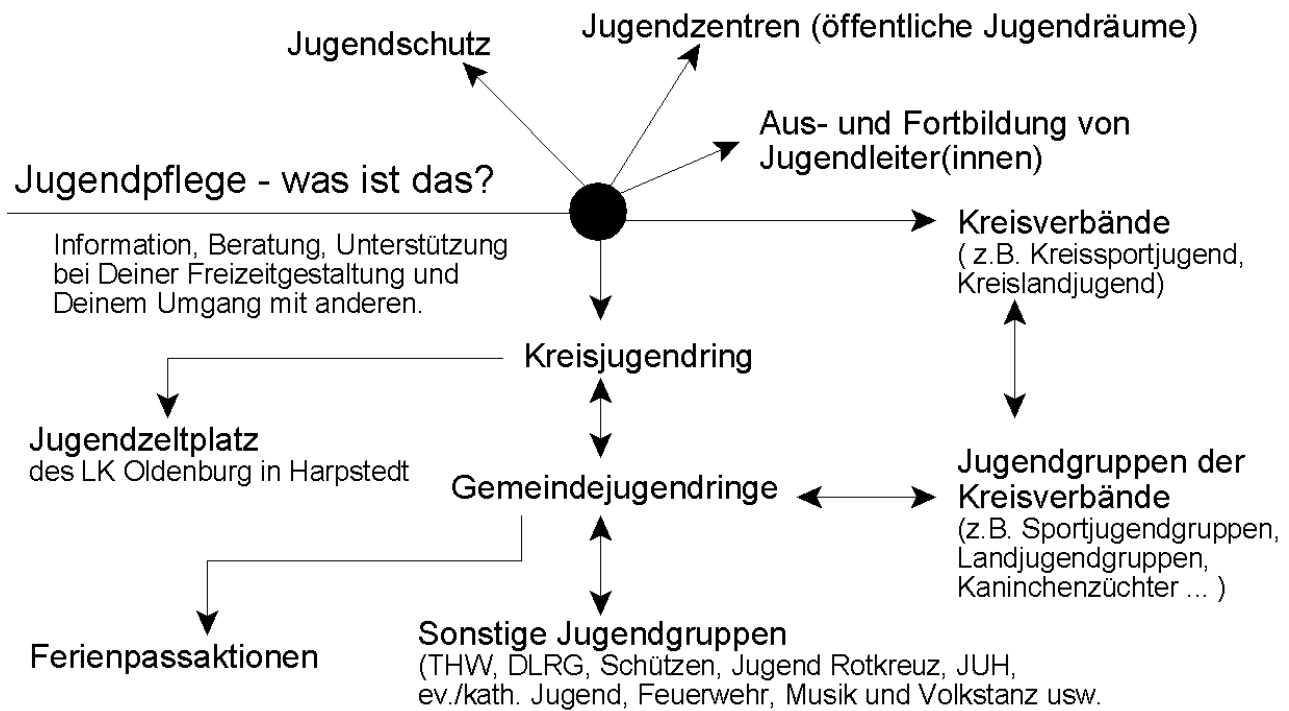 Jugendschutz
Jugendzentren (öffentliche Jugendräume)
Aus- und Fortbildung von
Jugendleiter(innen)
Jugendpflege - was ist das?
Information, Beratung, Unterstützung
bei Deiner Freizeitgestaltung und
Deinem Umgang mit anderen.
Kreisverbände
( z.B. Kreissportjugend,
Kreislandjugend)
Kreisjugendring
Jugendzeltplatz
des LK Oldenburg in Harpstedt
Gemeindejugendringe
Jugendgruppen der
Kreisverbände
(z.B. Sportjugendgruppen,
Landjugendgruppen,
Kaninchenzüchter ... )
Ferienpassaktionen
Sonstige Jugendgruppen
(THW, DLRG, Schützen, Jugend Rotkreuz, JUH,
ev./kath. Jugend, Feuerwehr, Musik und Volkstanz usw.